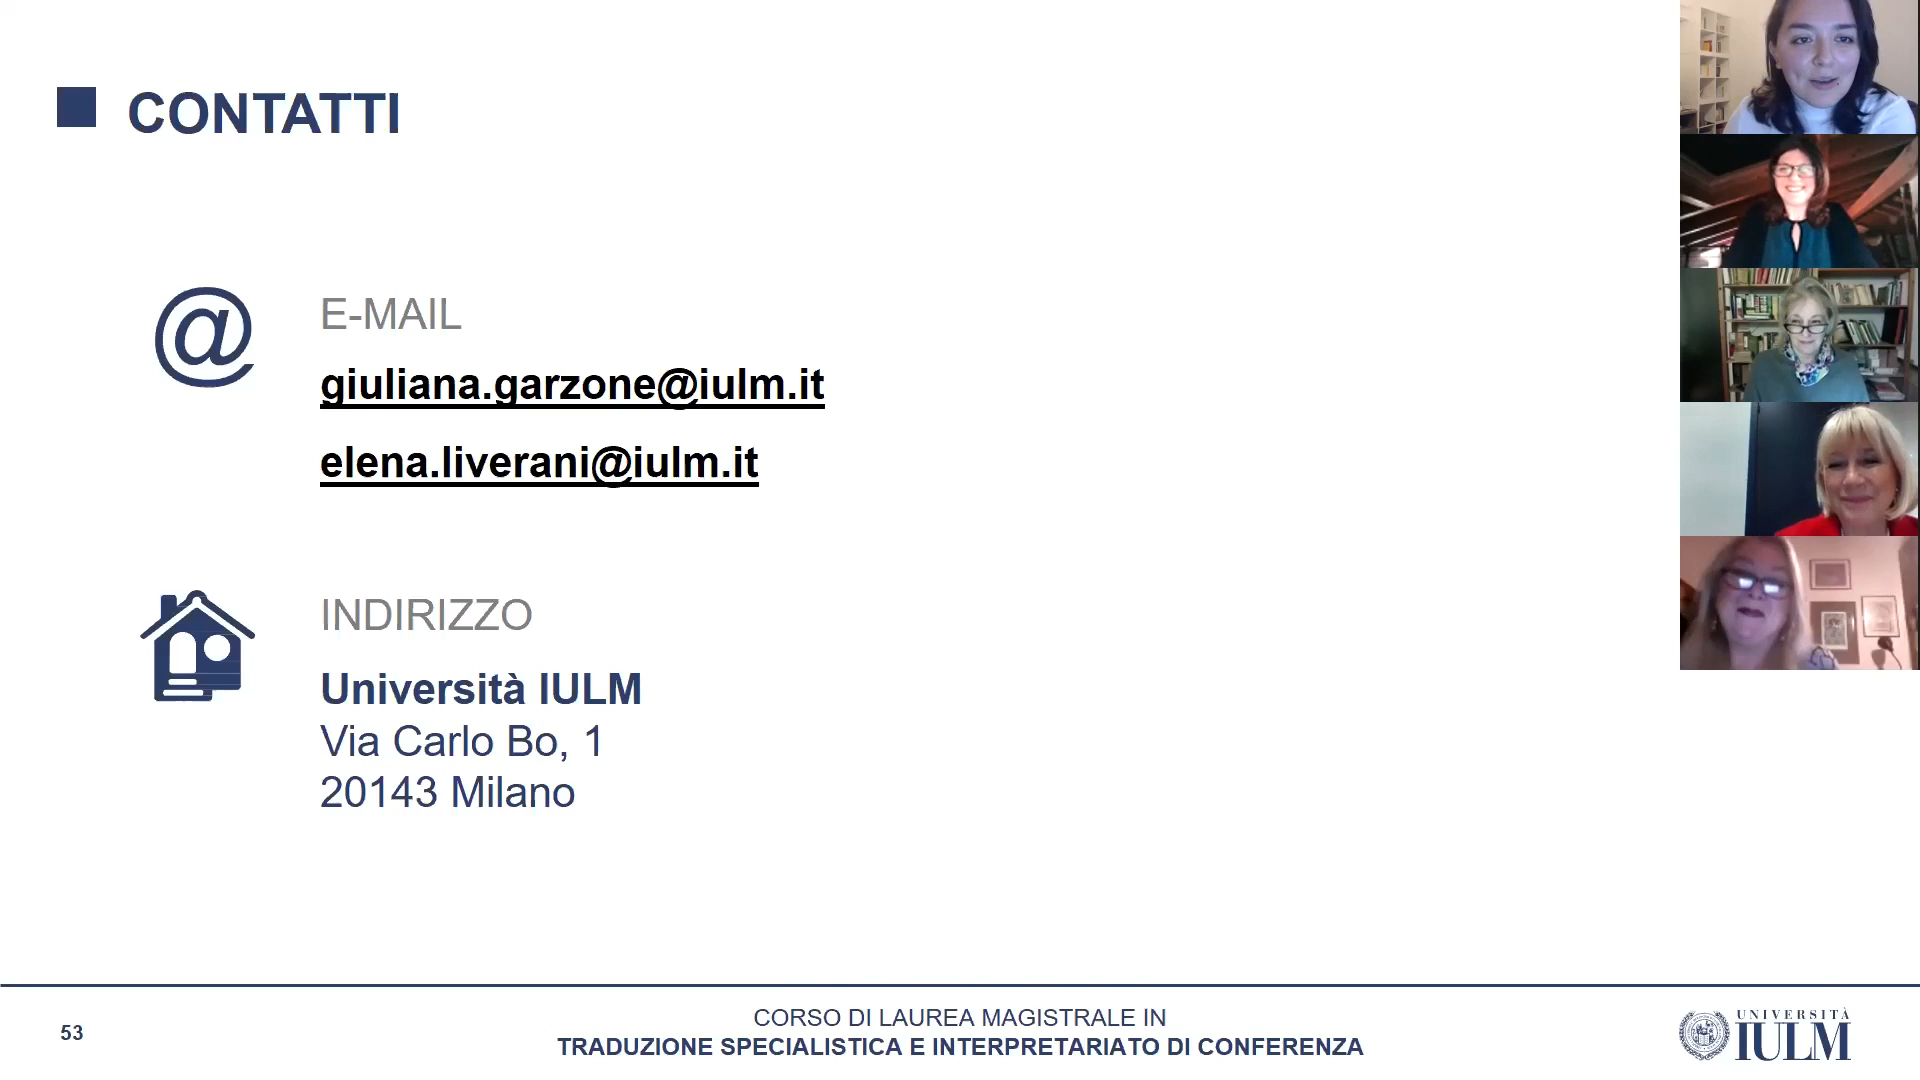 CONTATTI
@
E-MAIL
giuliana.garzone@iulm.it
elena.liverani@iulm.it
INDIRIZZO
Università IULM
Via Carlo Bo, 1
20143 Milano
53
CORSO DI LAUREA MAGISTRALE IN
TRADUZIONE SPECIALISTICA E INTERPRETARIATO DI CONFERENZA
UNIVERSITÀ
IULM